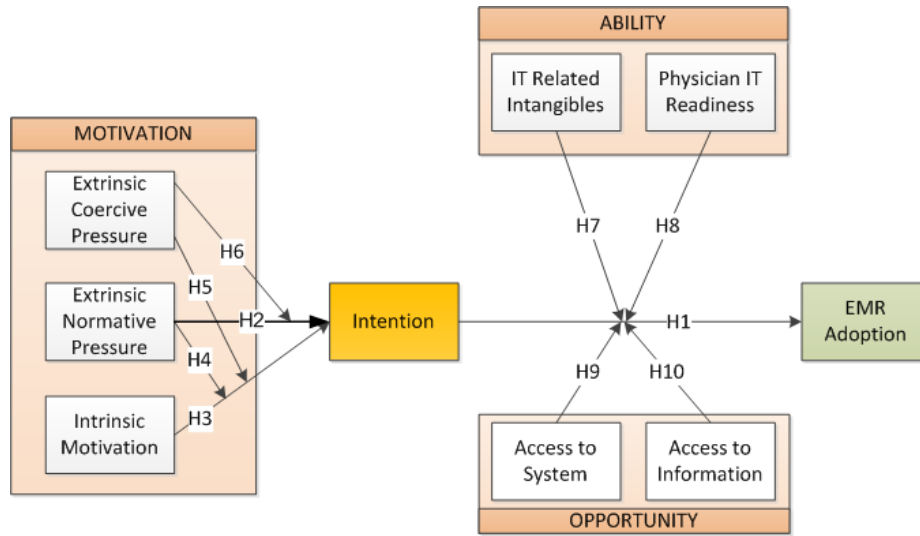 ABILITY
IT Related
Intangibles
Physician IT
Readiness
MOTIVATION
Extrinsic
Coercive
Pressure
Extrinsic
Normative
Pressure
Intrinsic
Motivation
H6
H5
H2
H4
H3
Intention
H7
H8
H1
H9
H10
EMR
Adoption
Access to
System
Access to
Information
OPPORTUNITY